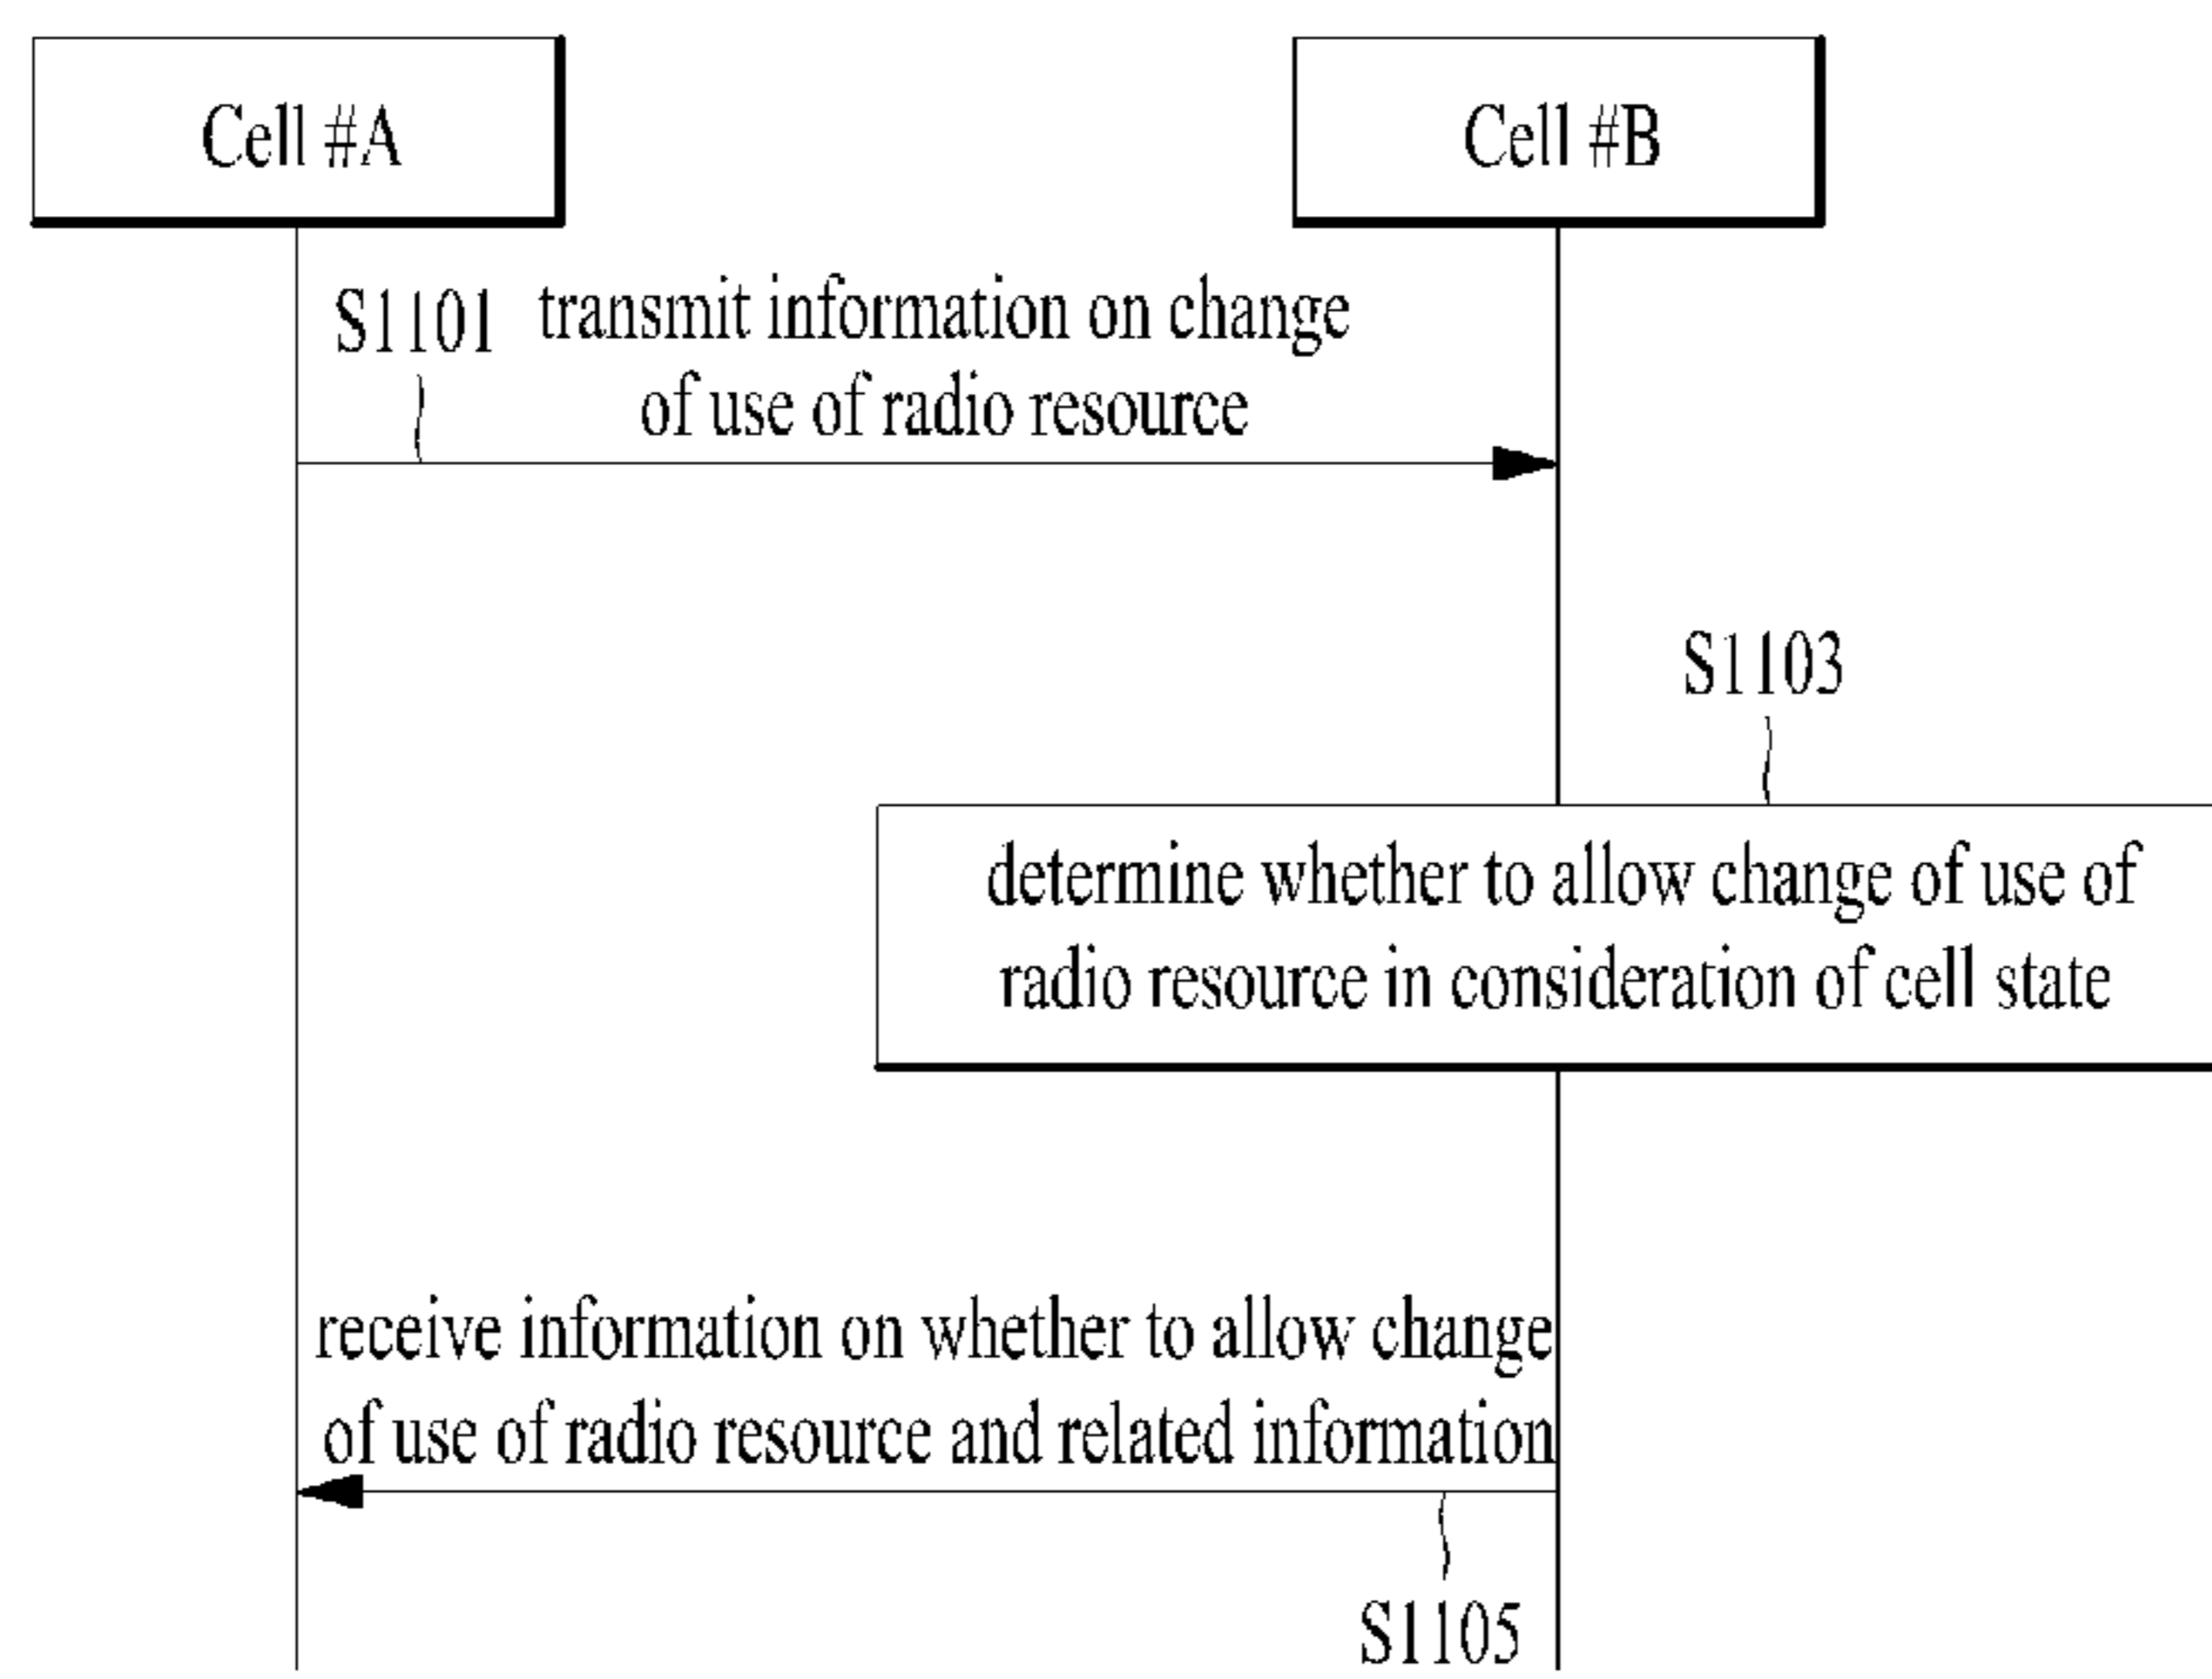 Cell #A
Cell #B
S1101
transmit information on change
of use of radio resource
S1103
determine whether to allow change of use of
radio resource in consideration of cell state
receive information on whether to allow change
of use of radio resource and related information
S1105